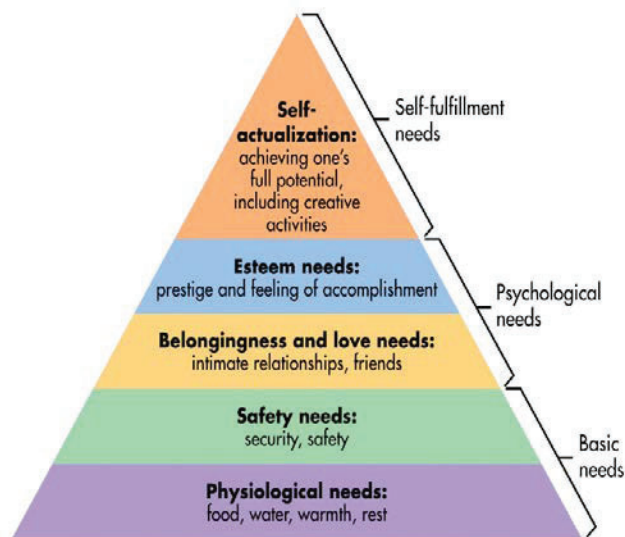 Self-
actualization:
achieving one's
full potential,
including creative
activities
Self-fulfillment
needs
Esteem needs:
prestige and feeling of accomplishment
Psychological
needs
Belongingness and love needs:
intimate relationships, friends
Safety needs:
security, safety
Basic
needs
Physiological needs:
food, water, warmth, rest